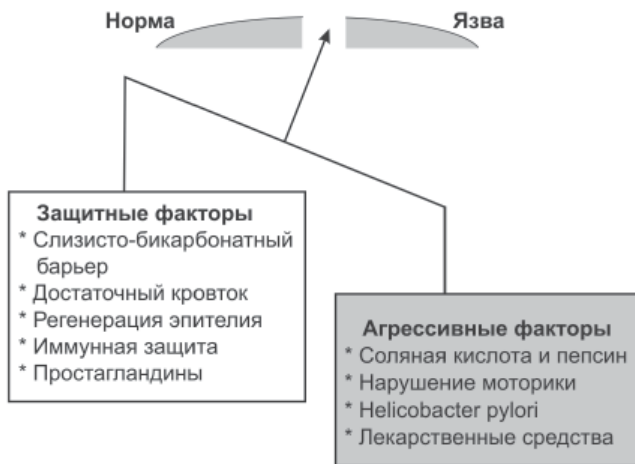 Норма
Язва
Защитные факторы
* Слизисто-бикарбонатный
барьер
* Достаточный кровток
* Регенерация эпителия
* Иммунная защита
* Простагландины
Агрессивные факторы
* Соляная кислота и пепсин
* Нарушение моторики
* Helicobacter pylori
* Лекарственные средства